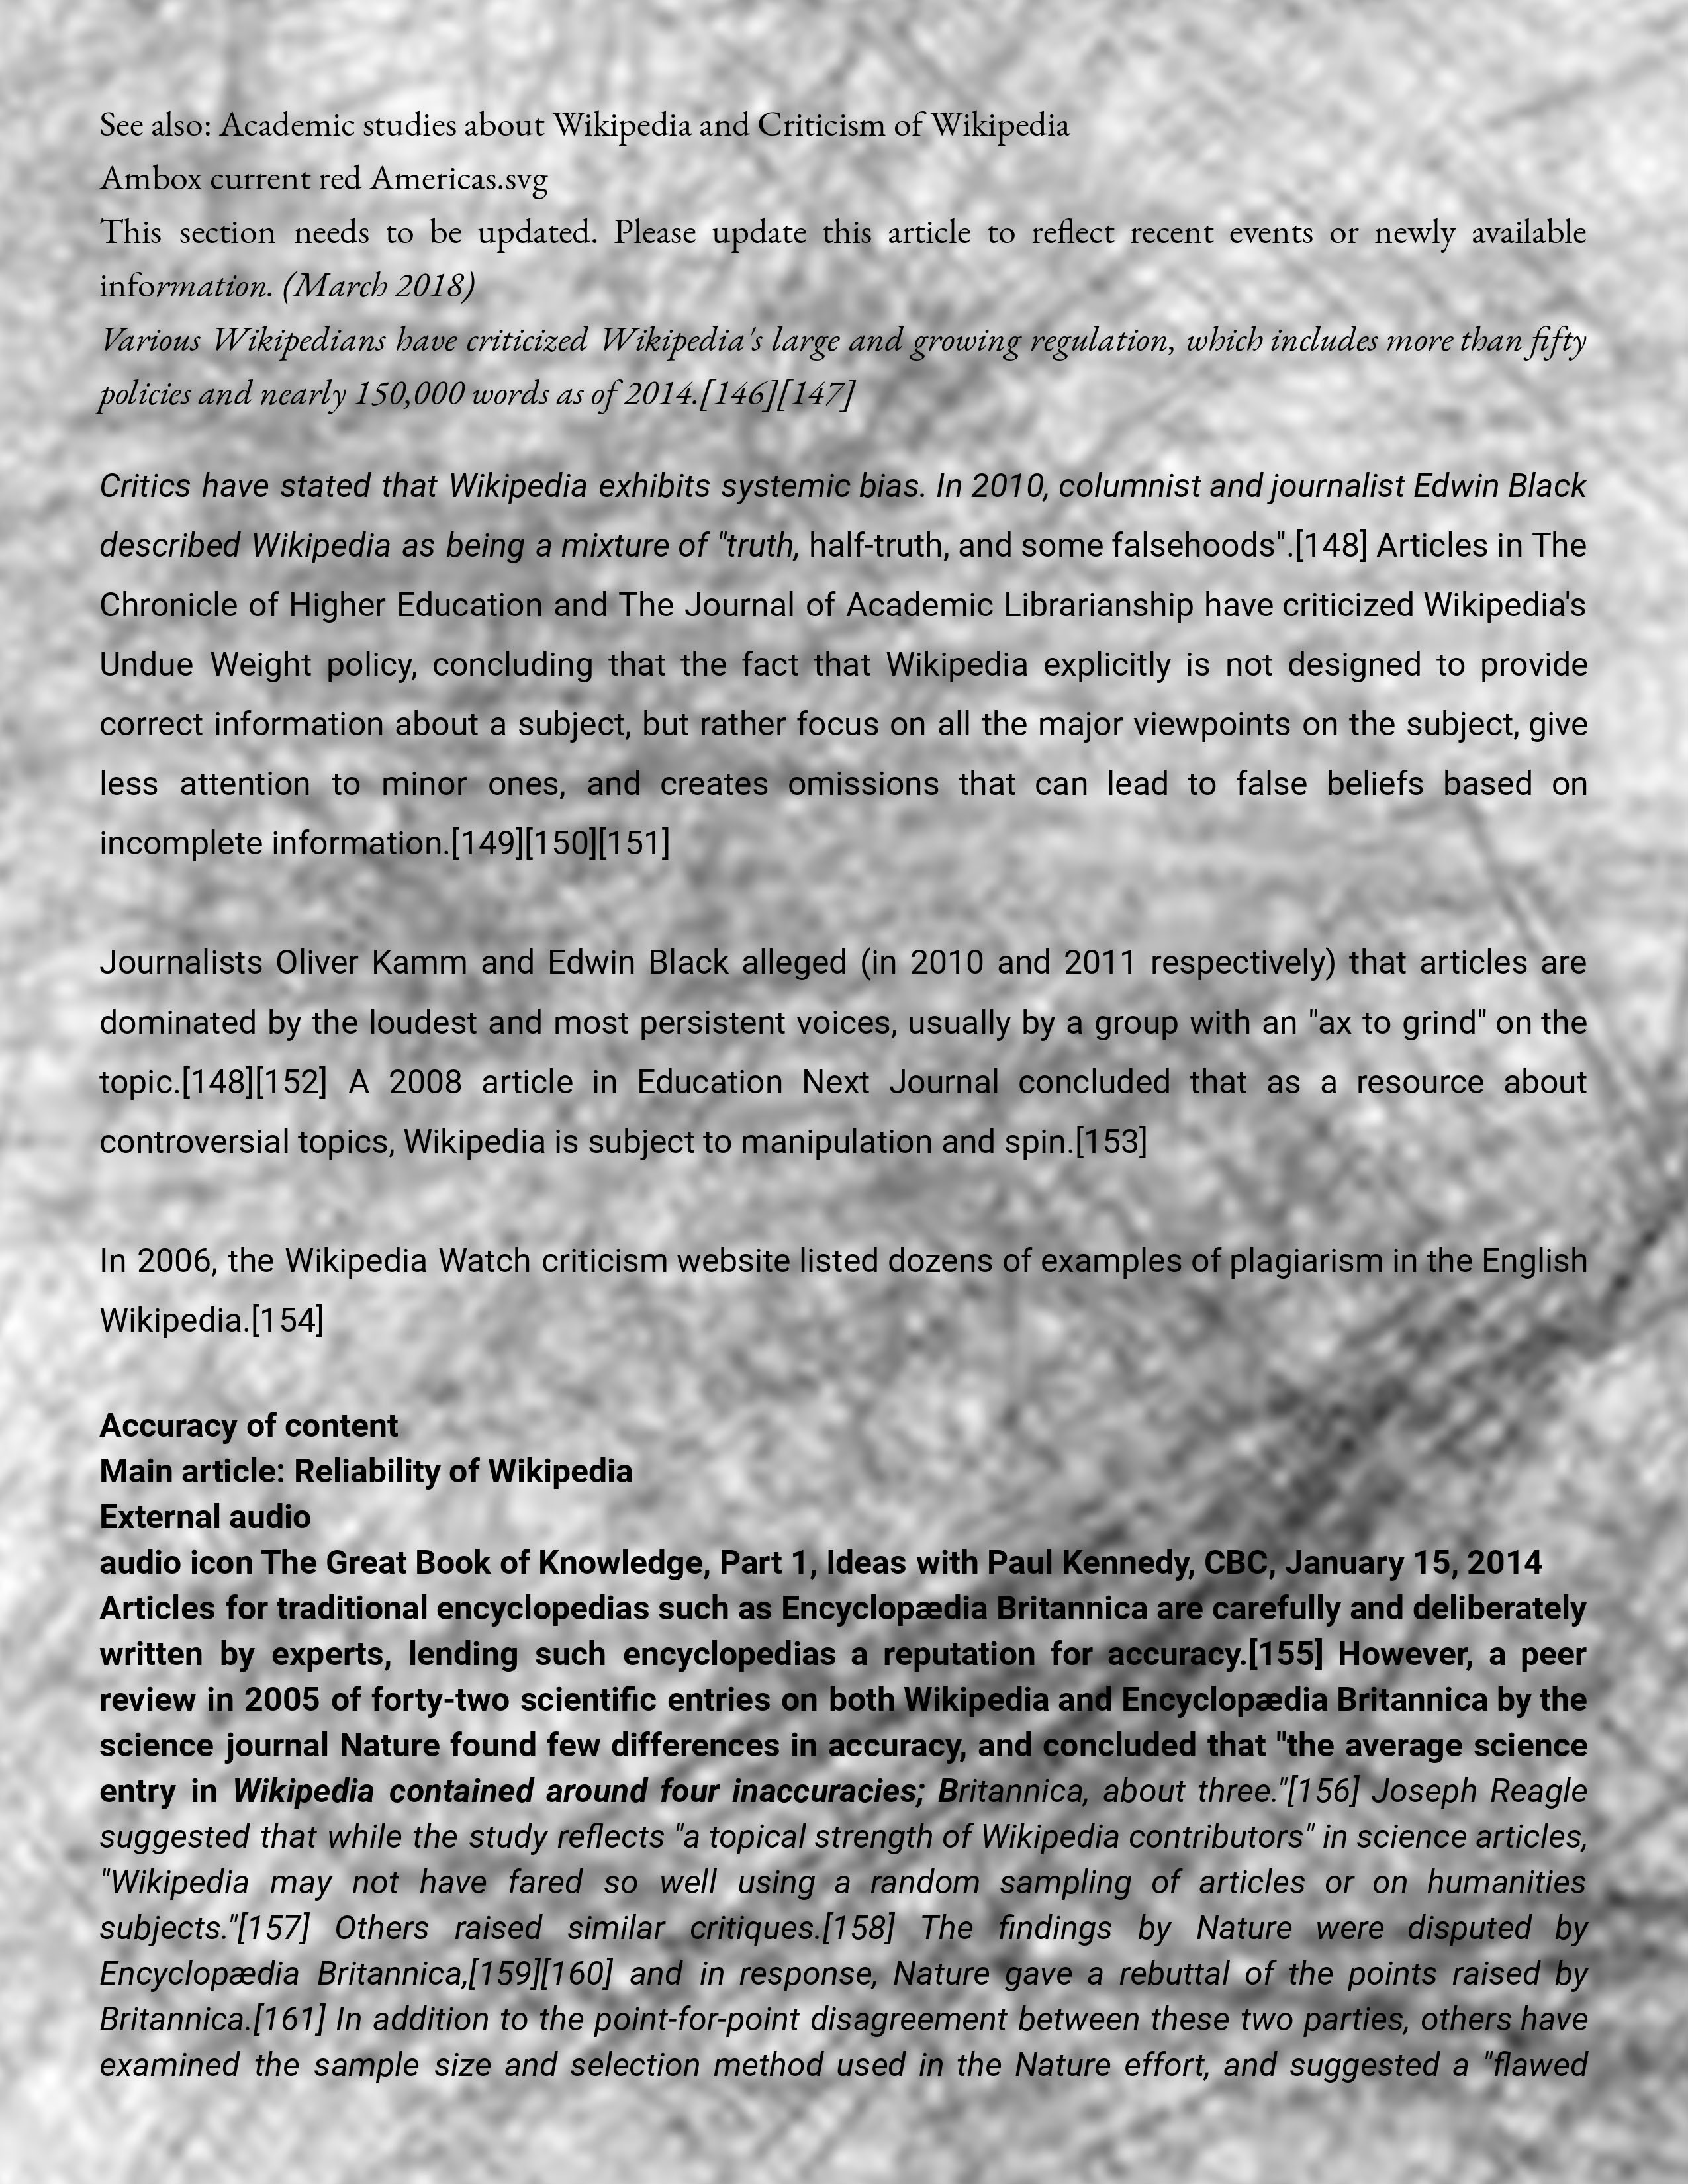 See also: Academic studies about Wikipedia and Criticism of Wikipedia
Ambox current red Americas.svg
This section needs to be updated. Please update this article to reflect recent events or newly available
information. (March 2018)
Various Wikipedians have criticized Wikipedia's large and growing regulation, which includes more than fifty
policies and nearly 150,000 words as of 2014.[146][147]
Critics have stated that Wikipedia exhibits systemic bias. In 2010, columnist and journalist Edwin Black
described Wikipedia as being a mixture of "truth, half-truth, and some falsehoods".[148] Articles in The
Chronicle of Higher Education and The Journal of Academic Librarianship have criticized Wikipedia's
Undue Weight policy, concluding that the fact that Wikipedia explicitly is not designed to provide
correct information about a subject, but rather focus on all the major viewpoints on the subject, give
less attention to minor ones, and creates omissions that can lead to false beliefs based on
incomplete information.[149][150][151]
Journalists Oliver Kamm and Edwin Black alleged (in 2010 and 2011 respectively) that articles are
dominated by the loudest and most persistent voices, usually by a group with an "ax to grind" on the
topic.[148][152] A 2008 article in Education Next Journal concluded that as a resource about
controversial topics, Wikipedia is subject to manipulation and spin.[153]
In 2006, the Wikipedia Watch criticism website listed dozens of examples of plagiarism in the English
Wikipedia.[154]
Accuracy of content
Main article: Reliability of Wikipedia
External audio
audio icon The Great Book of Knowledge, Part 1, Ideas with Paul Kennedy, CBC, January 15, 2014
Articles for traditional encyclopedias such as Encyclopædia Britannica are carefully and deliberately
written by experts, lending such encyclopedias a reputation for accuracy.[155] However, a peer
review in 2005 of forty-two scientific entries on both Wikipedia and Encyclopædia Britannica by the
science journal Nature found few differences in accuracy, and concluded that "the average science
entry in Wikipedia contained around four inaccuracies; Britannica, about three."[156] Joseph Reagle
suggested that while the study reflects "a topical strength of Wikipedia contributors" in science articles,
"Wikipedia may not have fared so well using a random sampling of articles or on humanities
subjects."[157] Others raised similar critiques.[158] The findings by Nature were disputed by
Encyclopædia Britannica,[159][160] and in response, Nature gave a rebuttal of the points raised by
Britannica.[161] In addition to the point-for-point disagreement between these two parties, others have
examined the sample size and selection method used in the Nature effort, and suggested a "flawed